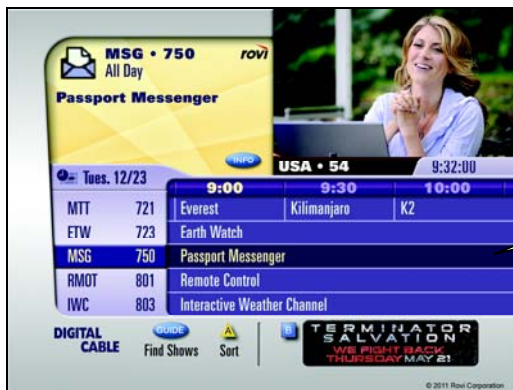 MSG • 750
rovi
All Day
Passport Messenger
INFO
USA • 54
9:32:00
Tues. 12/23
9:00 9:30 10:00
MTT 721 Everest Kilimanjaro K2
ETW 723 Earth Watch
MSG 750 Passport Messenger
RMOT 801 Remote Control
IWC 803 Interactive Weather Channel
DIGITAL
CABLE
GUIDE
Find Shows
A
Sort
B
TERMINATOR
SALVATION
WE FIGHT BACK
THURSDAY MAY 21
© 2011 Rovi Corporation